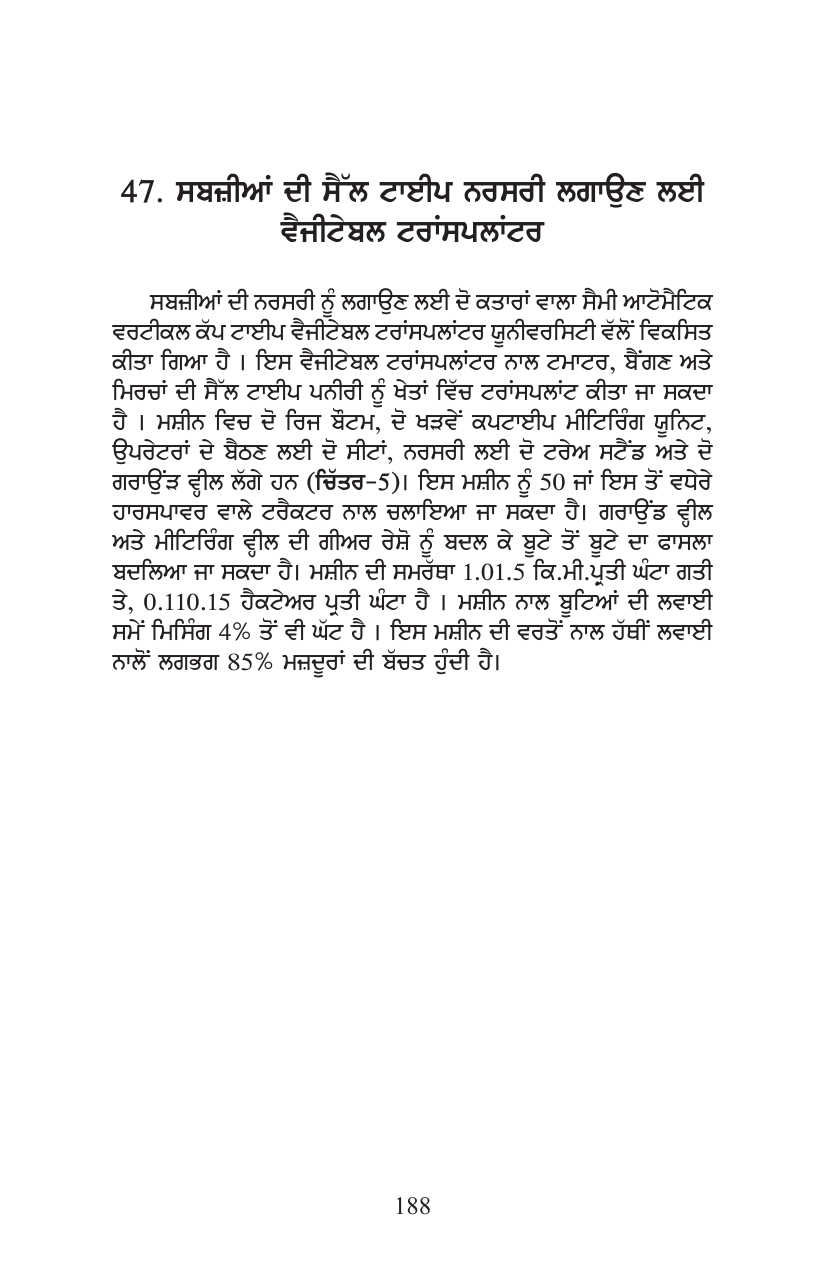 47. ਸਬਜ਼ੀਆਂ ਦੀ ਸੈੱਲ ਟਾਈਪ ਨਰਸਰੀ ਲਗਾਉਣ ਲਈ
ਵੈਜੀਟੇਬਲ ਟਰਾਂਸਪਲਾਂਟਰ
ਸਬਜ਼ੀਆਂ ਦੀ ਨਰਸਰੀ ਨੂੰ ਲਗਾਉਣ ਲਈ ਦੋ ਕਤਾਰਾਂ ਵਾਲਾ ਸੈਮੀ ਆਟੋਮੈਟਿਕ
ਵਰਟੀਕਲ ਕੱਪ ਟਾਈਪ ਵੈਜੀਟੇਬਲ ਟਰਾਂਸਪਲਾਂਟਰ ਯੂਨੀਵਰਸਿਟੀ ਵੱਲੋਂ ਵਿਕਸਿਤ
ਕੀਤਾ ਗਿਆ ਹੈ । ਇਸ ਵੈਜੀਟੇਬਲ ਟਰਾਂਸਪਲਾਂਟਰ ਨਾਲ ਟਮਾਟਰ, ਬੈਂਗਣ ਅਤੇ
ਮਿਰਚਾਂ ਦੀ ਸੈੱਲ ਟਾਈਪ ਪਨੀਰੀ ਨੂੰ ਖੇਤਾਂ ਵਿੱਚ ਟਰਾਂਸਪਲਾਂਟ ਕੀਤਾ ਜਾ ਸਕਦਾ
ਹੈ । ਮਸ਼ੀਨ ਵਿਚ ਦੋ ਰਿਜ ਬੌਟਮ, ਦੋ ਖੜਵੇਂ ਕਪਟਾਈਪ ਮੀਟਿਰਿੰਗ ਯੂਨਿਟ,
ਉਪਰੇਟਰਾਂ ਦੇ ਬੈਠਣ ਲਈ ਦੋ ਸੀਟਾਂ, ਨਰਸਰੀ ਲਈ ਦੋ ਟਰੇਅ ਸਟੈਂਡ ਅਤੇ ਦੋ
ਗਰਾਉਂੜ ਵ੍ਹੀਲ ਲੱਗੇ ਹਨ (ਚਿੱਤਰ-5)। ਇਸ ਮਸ਼ੀਨ ਨੂੰ 50 ਜਾਂ ਇਸ ਤੋਂ ਵਧੇਰੇ
ਹਾਰਸਪਾਵਰ ਵਾਲੇ ਟਰੈਕਟਰ ਨਾਲ ਚਲਾਇਆ ਜਾ ਸਕਦਾ ਹੈ। ਗਰਾਉਂਡ ਵ੍ਹੀਲ
ਅਤੇ ਮੀਟਿਰਿੰਗ ਵ੍ਹੀਲ ਦੀ ਗੀਅਰ ਰੇਸ਼ੋ ਨੂੰ ਬਦਲ ਕੇ ਬੂਟੇ ਤੋਂ ਬੂਟੇ ਦਾ ਫਾਸਲਾ
ਬਦਲਿਆ ਜਾ ਸਕਦਾ ਹੈ। ਮਸ਼ੀਨ ਦੀ ਸਮਰੱਥਾ 1.01.5 ਕਿ.ਮੀ.ਪ੍ਰਤੀ ਘੰਟਾ ਗਤੀ
ਤੇ, 0.110.15 ਹੈਕਟੇਅਰ ਪ੍ਰਤੀ ਘੰਟਾ ਹੈ । ਮਸ਼ੀਨ ਨਾਲ ਬੂਟਿਆਂ ਦੀ ਲਵਾਈ
ਸਮੇਂ ਮਿਸਿੰਗ 4% ਤੋਂ ਵੀ ਘੱਟ ਹੈ । ਇਸ ਮਸ਼ੀਨ ਦੀ ਵਰਤੋਂ ਨਾਲ ਹੱਥੀਂ ਲਵਾਈ
ਨਾਲੋਂ ਲਗਭਗ 85% ਮਜ਼ਦੂਰਾਂ ਦੀ ਬੱਚਤ ਹੁੰਦੀ ਹੈ।
188